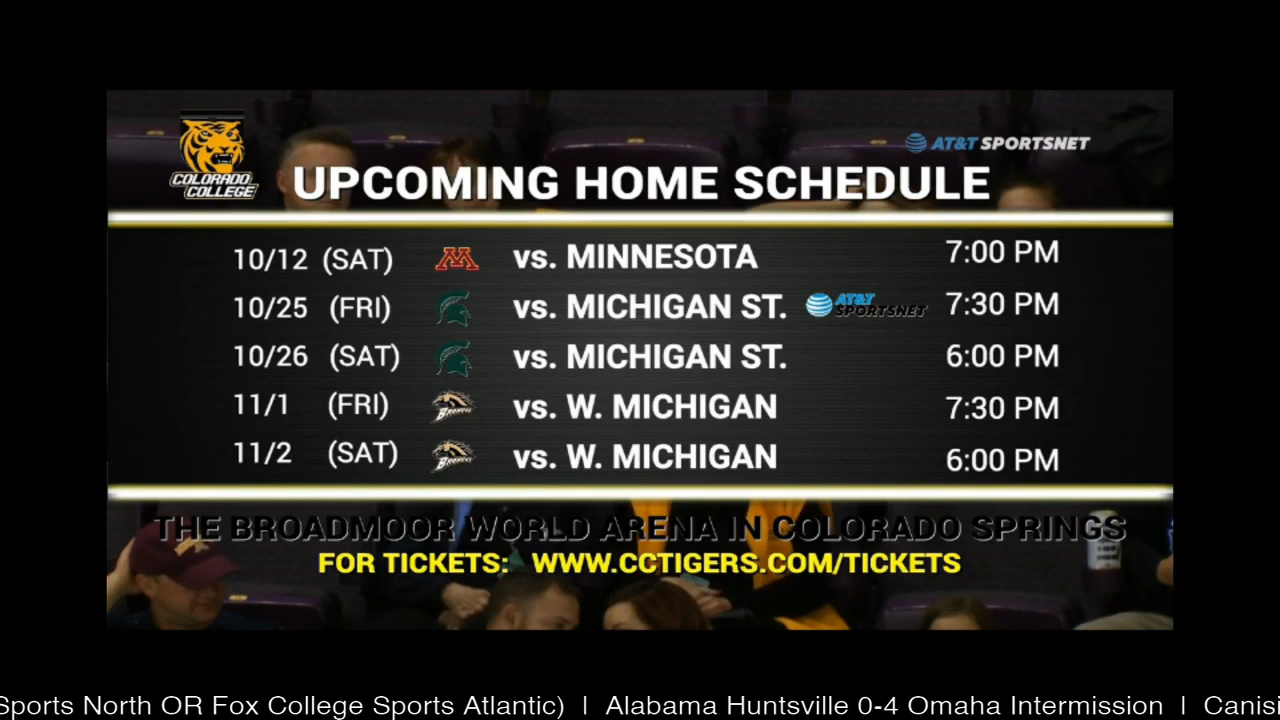 COLORADO COLLEGE
AT&T SPORTSNET
UPCOMING HOME SCHEDULE
10/12 (SAT) M vs. MINNESOTA 7:00 PM
10/25 (FRI) vs. MICHIGAN ST. AT&T SPORTSNET 7:30 PM
10/26 (SAT) vs. MICHIGAN ST. 6:00 PM
11/1 (FRI) BRONCOS vs. W. MICHIGAN 7:30 PM
11/2 (SAT) BRONCOS vs. W. MICHIGAN 6:00 PM
THE BROADMOOR WORLD ARENA IN COLORADO SPRINGS
FOR TICKETS: WWW.CCTIGERS.COM/TICKETS
Sports North OR Fox College Sports Atlantic) | Alabama Huntsville 0-4 Omaha Intermission | Canisi